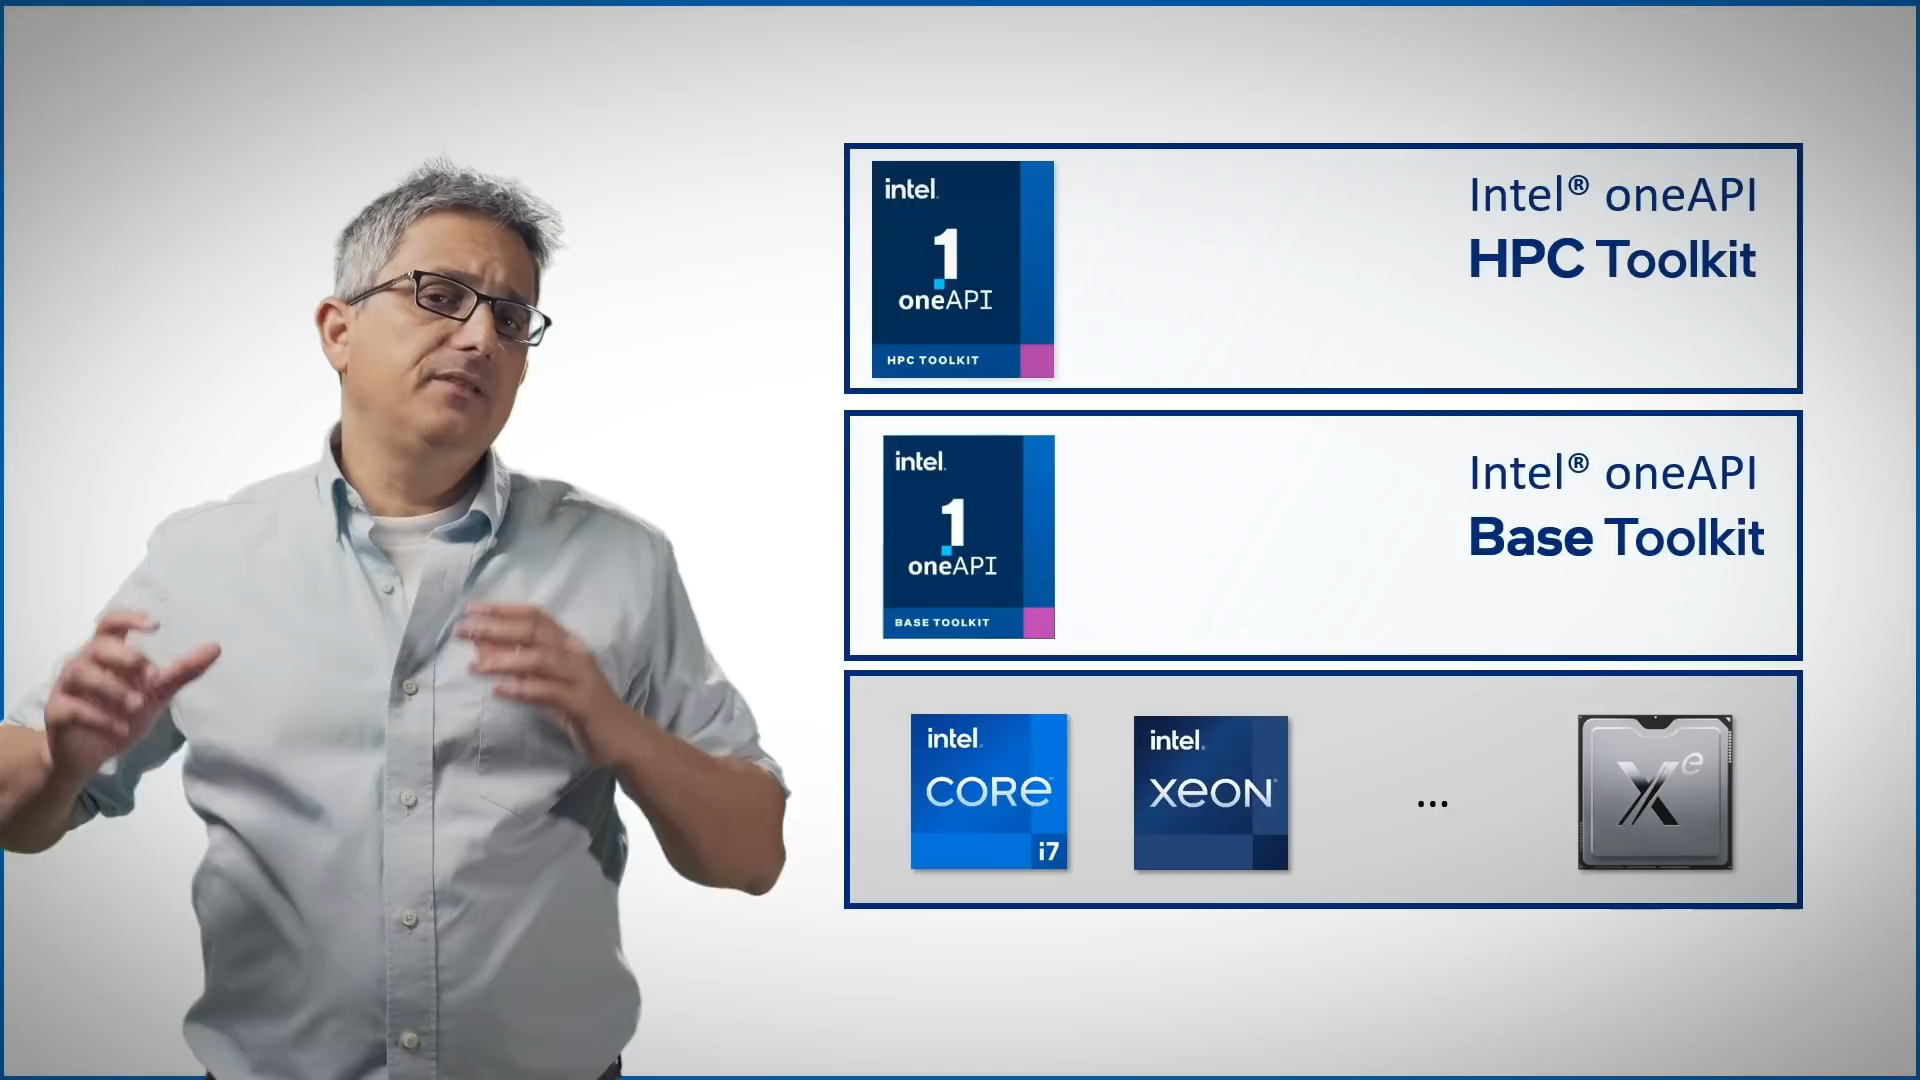 intel.
1
oneAPI
HPC TOOLKIT
Intel® oneAPI
HPC Toolkit
intel.
1
oneAPI
BASE TOOLKIT
Intel® oneAPI
Base Toolkit
intel.
CORe™
i7
intel.
xeon®
...
Xe